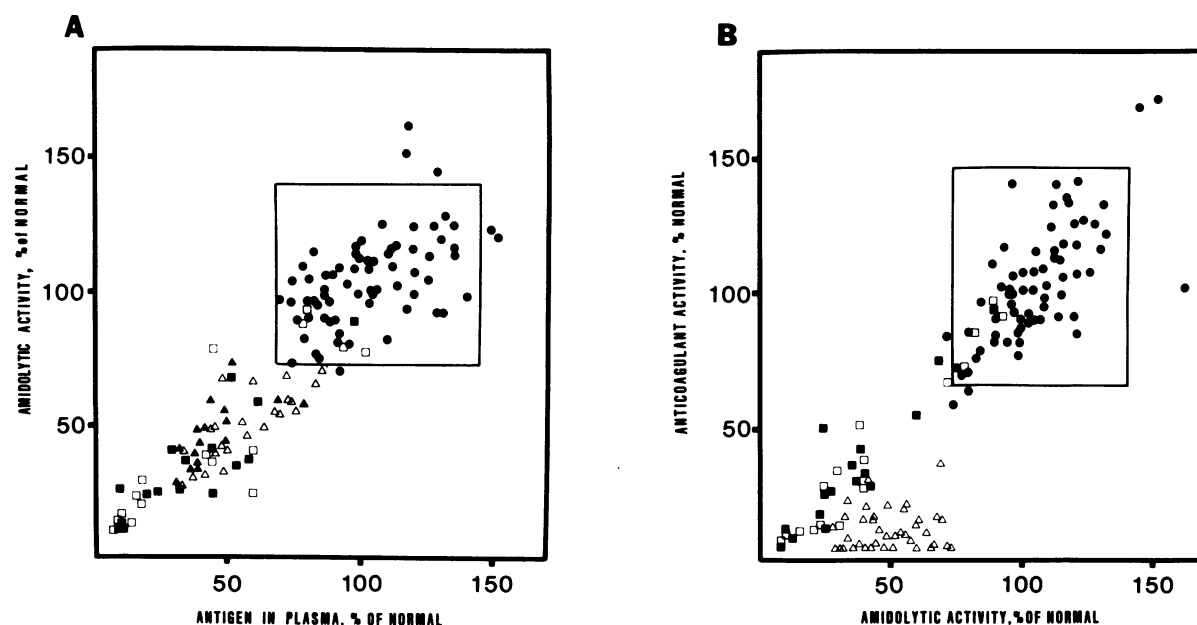 A
B
150
100
50
AMIDOLYTIC ACTIVITY, % of NORMAL
50
100
150
ANTIGEN IN PLASMA, % OF NORMAL
150
100
50
ANTICOAGULANT ACTIVITY, % NORMAL
50
100
150
AMIDOLYTIC ACTIVITY,% OF NORMAL